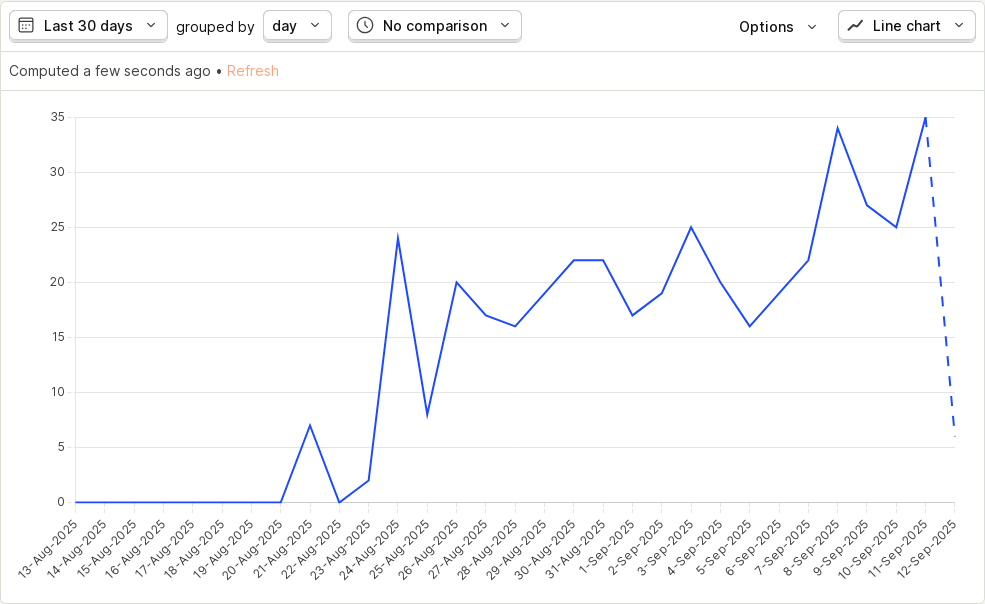 Last 30 days grouped by day No comparison Options Line chart
Computed a few seconds ago • Refresh
35
30
25
20
15
10
5
0
13-Aug-2025
14-Aug-2025
15-Aug-2025
16-Aug-2025
17-Aug-2025
18-Aug-2025
19-Aug-2025
20-Aug-2025
21-Aug-2025
22-Aug-2025
23-Aug-2025
24-Aug-2025
25-Aug-2025
26-Aug-2025
27-Aug-2025
28-Aug-2025
29-Aug-2025
30-Aug-2025
31-Aug-2025
1-Sep-2025
2-Sep-2025
3-Sep-2025
4-Sep-2025
5-Sep-2025
6-Sep-2025
7-Sep-2025
8-Sep-2025
9-Sep-2025
10-Sep-2025
11-Sep-2025
12-Sep-2025